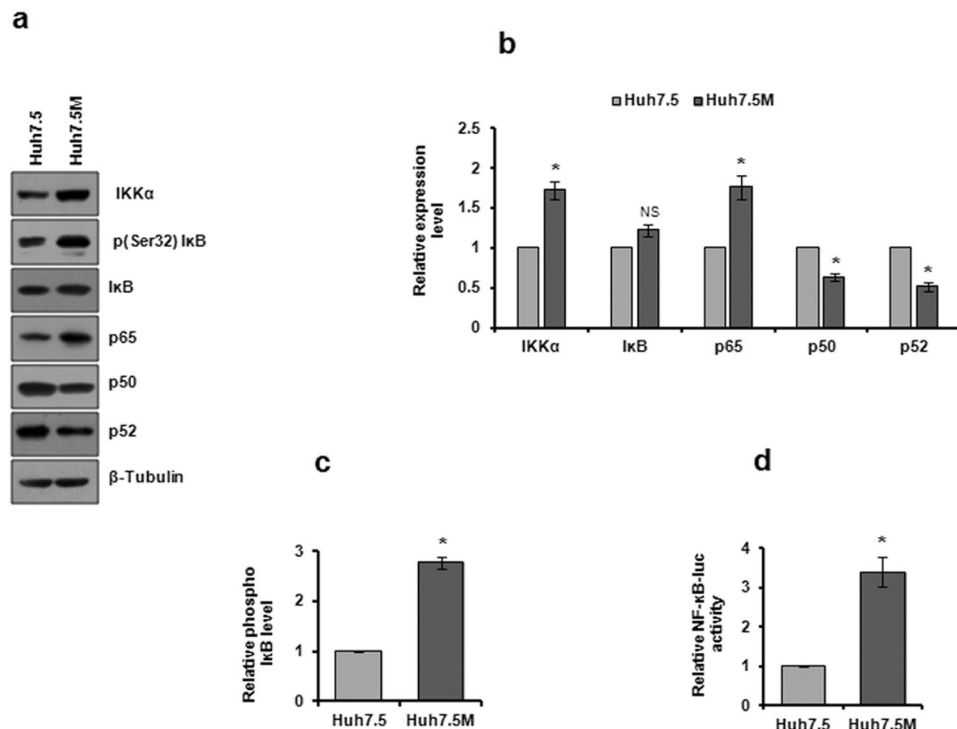 a
Huh7.5
Huh7.5M
IKKα
p(Ser32) IκB
IκB
p65
p50
p52
β-Tubulin
b
Huh7.5 Huh7.5M
Relative expression
level
2.5
2
1.5
1
0.5
0
* NS * * *
IKKα IκB p65 p50 p52
c
Relative phospho
IκB level
3
2
1
0
*
Huh7.5 Huh7.5M
d
Relative NF-κB-luc
activity
4
3
2
1
0
*
Huh7.5 Huh7.5M